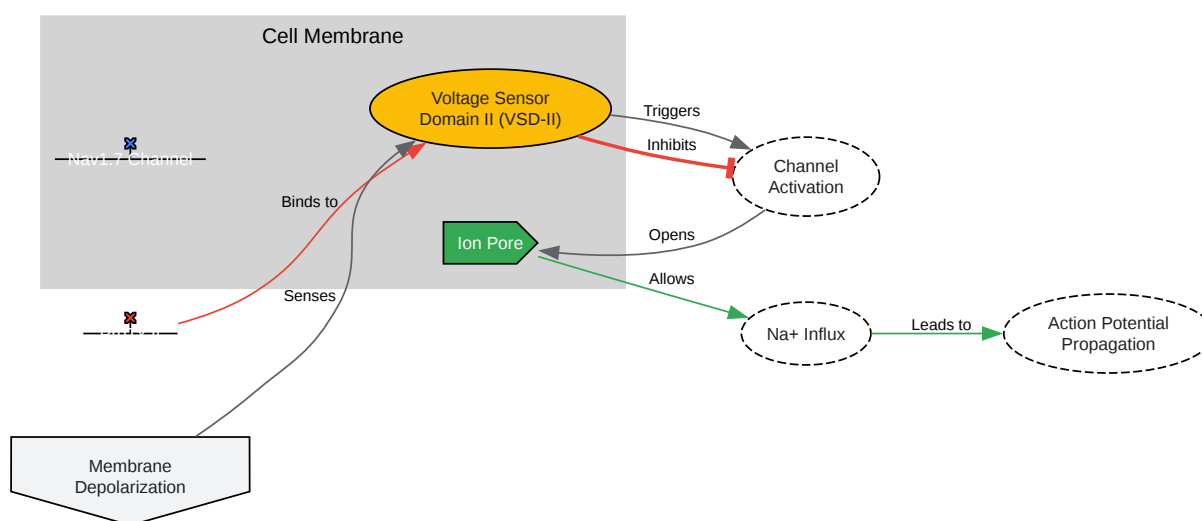 Cell Membrane
Voltage Sensor
Domain II (VSD-II)
Triggers
Inhibits
Nav1.7 Channel
Channel
Activation
Binds to
Ion Pore
Opens
Allows
Senses
Na+ Influx
Leads to
Action Potential
Propagation
Membrane
Depolarization